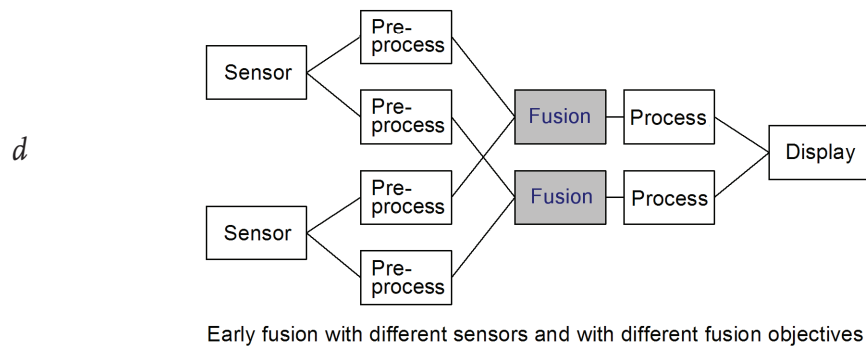 d
Sensor
Pre-
process
Pre-
process
Fusion
Process
Display
Sensor
Pre-
process
Pre-
process
Fusion
Process
Early fusion with different sensors and with different fusion objectives